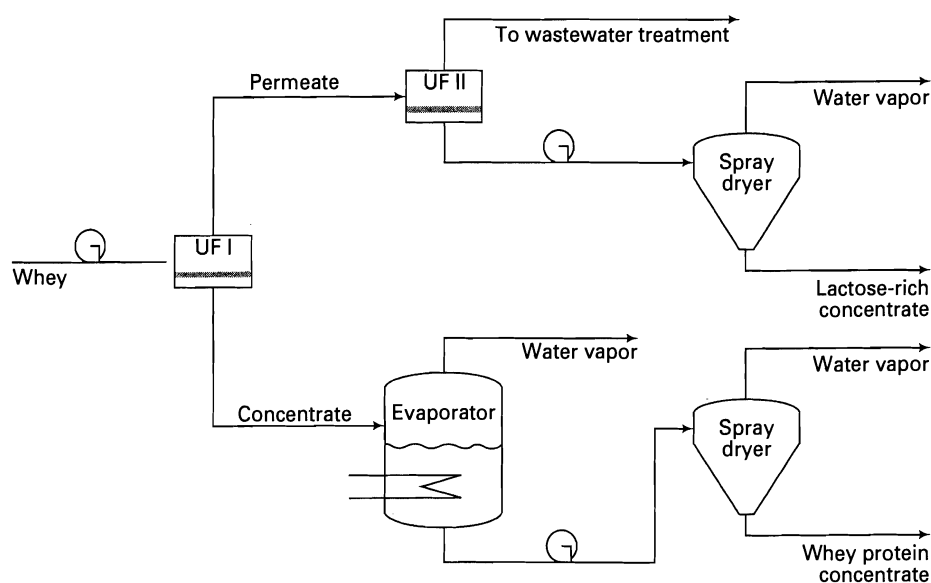 To wastewater treatment
Permeate
UF II
Water vapor
Spray
dryer
UF I
Whey
Lactose-rich
concentrate
Water vapor
Water vapor
Concentrate
Evaporator
Spray
dryer
Whey protein
concentrate